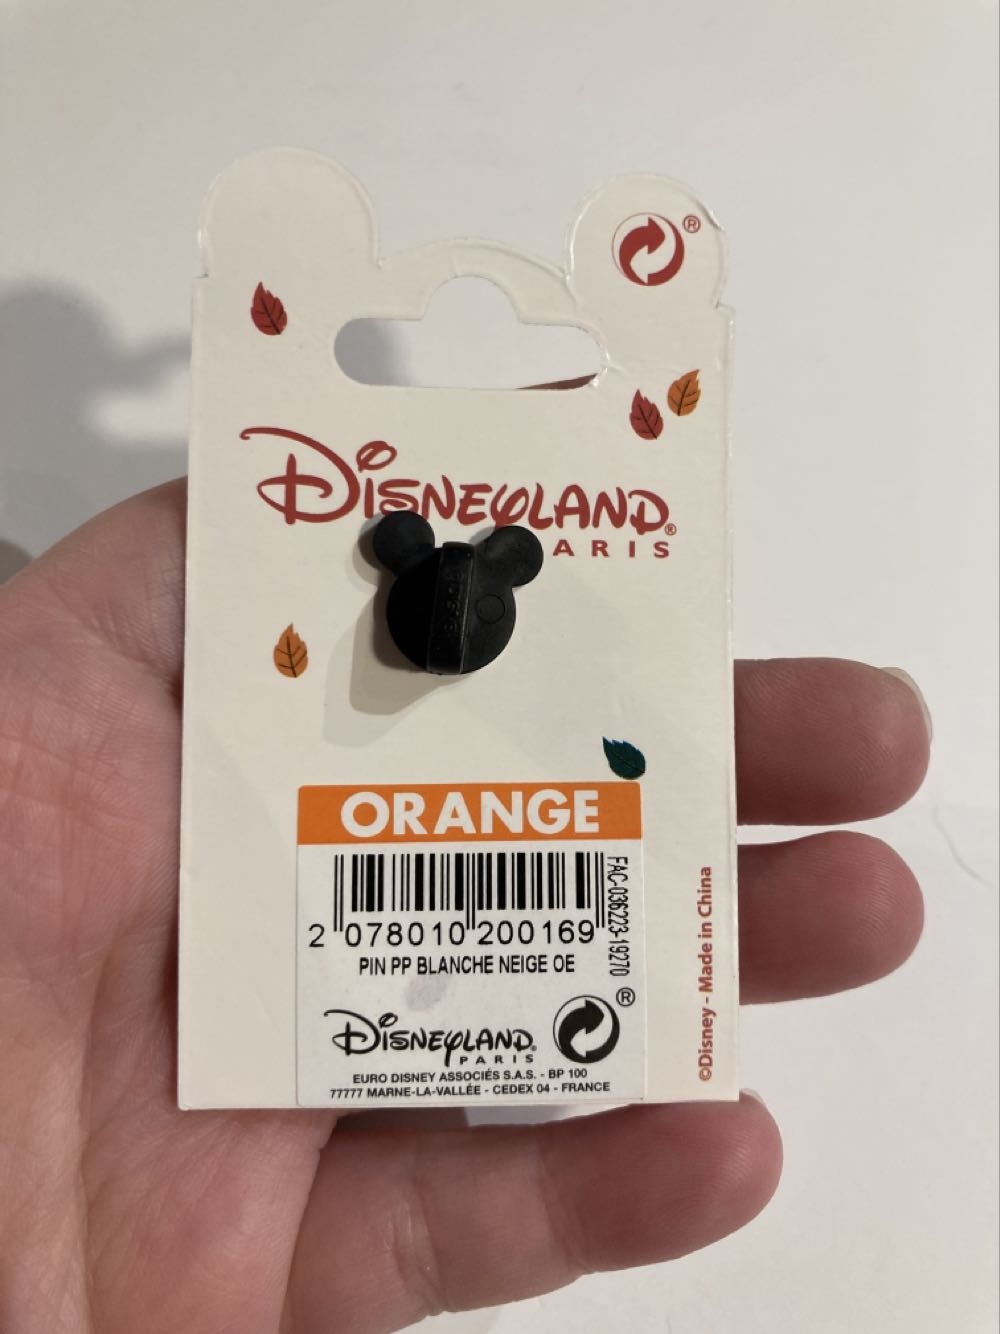 ®
DISNEYLAND®
ARIS
ORANGE
2 078010 200169
FAC-036223-19270
PIN PP BLANCHE NEIGE OE
®
DISNEYLAND®
PARIS
EURO DISNEY ASSOCIÉS S.A.S. - BP 100
77777 MARNE-LA-VALLÉE - CEDEX 04 - FRANCE
©Disney - Made in China